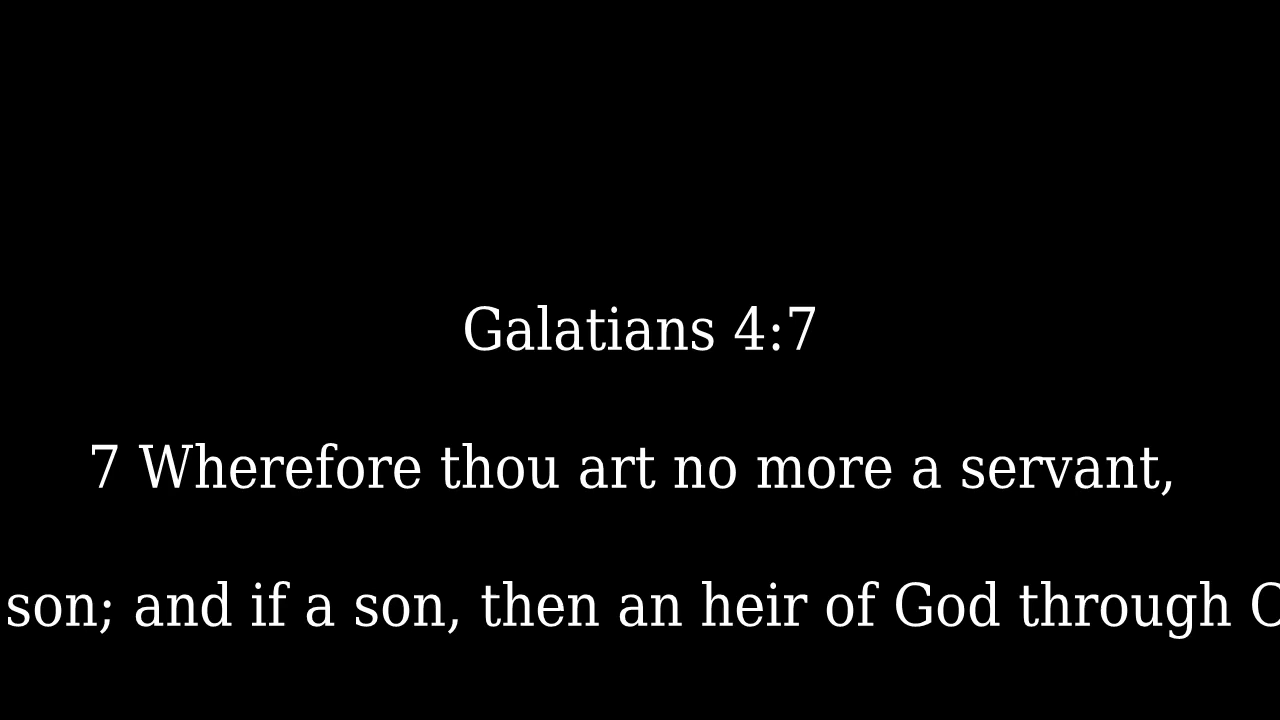 Galatians 4:7
7 Wherefore thou art no more a servant,
son; and if a son, then an heir of God through